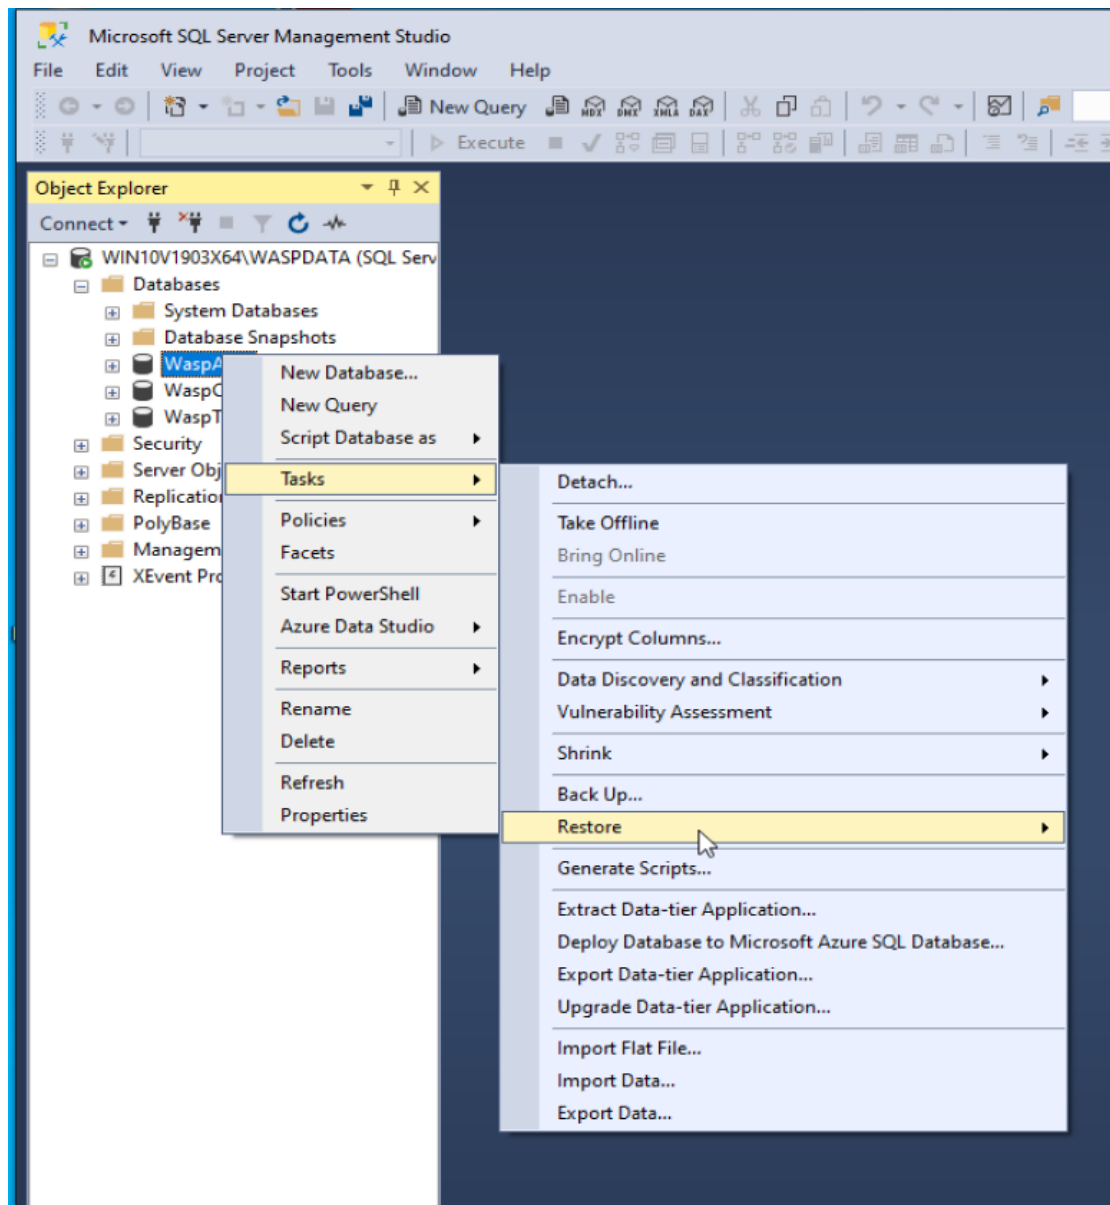 Microsoft SQL Server Management Studio
File Edit View Project Tools Window Help
New Query MDX DMX XMLA DAX
Execute
Object Explorer
Connect
WIN10V1903X64\WASPDATA (SQL Serv
Databases
System Databases
Database Snapshots
WaspA
WaspC
WaspT
Security
Server Obj
Replication
PolyBase
Managem
XEvent Pro
New Database...
New Query
Script Database as
Tasks
Policies
Facets
Start PowerShell
Azure Data Studio
Reports
Rename
Delete
Refresh
Properties
Detach...
Take Offline
Bring Online
Enable
Encrypt Columns...
Data Discovery and Classification
Vulnerability Assessment
Shrink
Back Up...
Restore
Generate Scripts...
Extract Data-tier Application...
Deploy Database to Microsoft Azure SQL Database...
Export Data-tier Application...
Upgrade Data-tier Application...
Import Flat File...
Import Data...
Export Data...